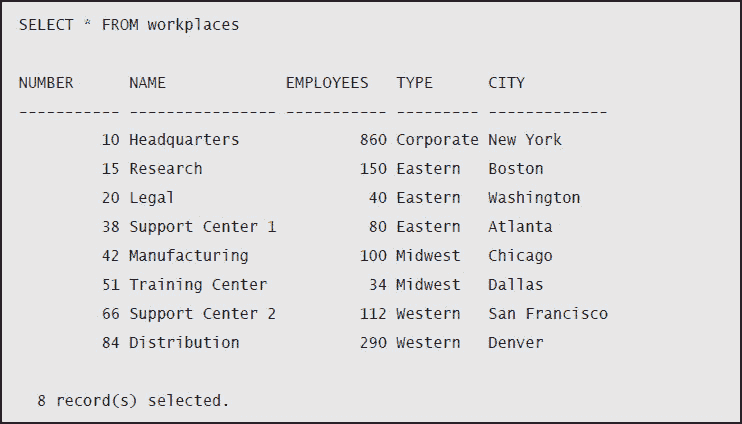 SELECT * FROM workplaces
NUMBER NAME EMPLOYEES TYPE CITY
----------- ---------------- ----------- --------- -------------
10 Headquarters 860 Corporate New York
15 Research 150 Eastern Boston
20 Legal 40 Eastern Washington
38 Support Center 1 80 Eastern Atlanta
42 Manufacturing 100 Midwest Chicago
51 Training Center 34 Midwest Dallas
66 Support Center 2 112 Western San Francisco
84 Distribution 290 Western Denver
8 record(s) selected.